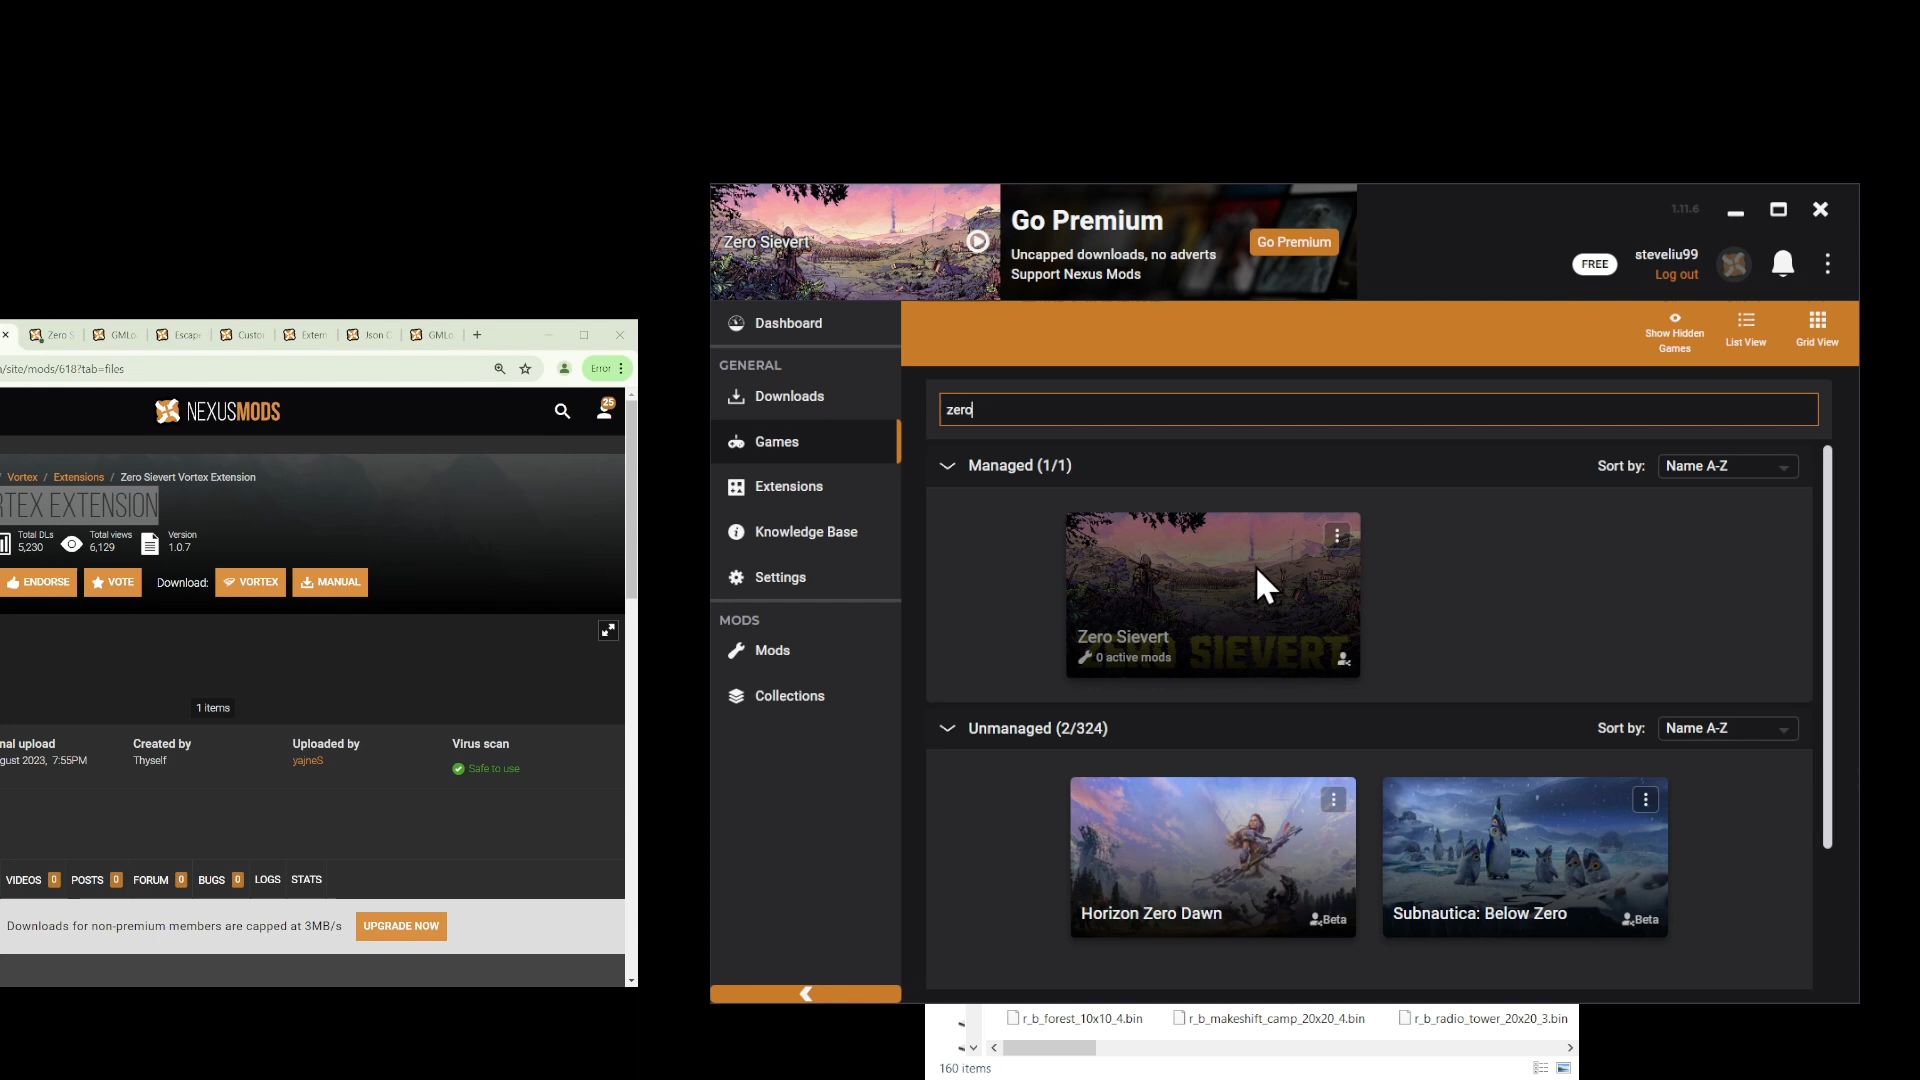 Zero S
GMLo
Escap
Custo
Extern
Json C
GMLo
/site/mods/618?tab=files
Error
NEXUSMODS
25
/ Vortex / Extensions / Zero Sievert Vortex Extension
RTEX EXTENSION
Total DLs
5,230
Total views
6,129
Version
1.0.7
ENDORSE
VOTE
Download:
VORTEX
MANUAL
1 items
nal upload
gust 2023, 7:55PM
Created by
Thyself
Uploaded by
yajneS
Virus scan
Safe to use
VIDEOS 0
POSTS 0
FORUM 0
BUGS 0
LOGS
STATS
Downloads for non-premium members are capped at 3MB/s
UPGRADE NOW
Zero Sievert
Go Premium
Uncapped downloads, no adverts
Support Nexus Mods
Go Premium
1.11.6
FREE
steveliu99
Log out
Dashboard
GENERAL
Downloads
Games
Extensions
Knowledge Base
Settings
MODS
Mods
Collections
Show Hidden
Games
List View
Grid View
zero
Managed (1/1)
Sort by:
Name A-Z
Zero Sievert
0 active mods
ZERO SIEVERT
Unmanaged (2/324)
Sort by:
Name A-Z
Horizon Zero Dawn
Beta
Subnautica: Below Zero
Beta
r_b_forest_10x10_4.bin
r_b_makeshift_camp_20x20_4.bin
r_b_radio_tower_20x20_3.bin
160 items